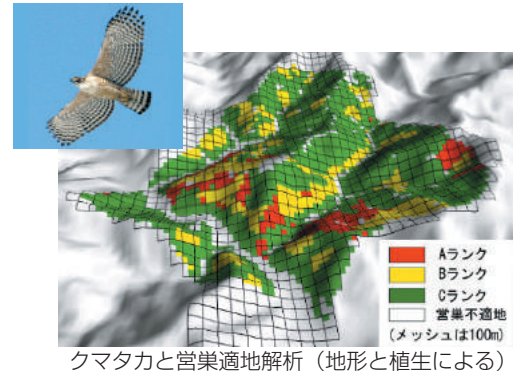 Aランク
Bランク
Cランク
営巣不適地
(メッシュは100m)
クマタカと営巣適地解析（地形と植生による）